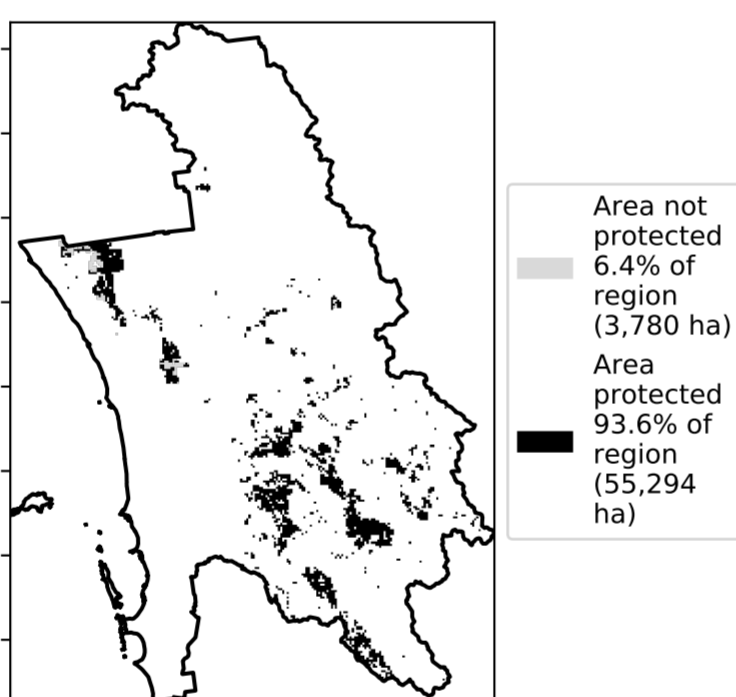 Area not
protected
6.4% of
region
(3,780 ha)
Area
protected
93.6% of
region
(55,294
ha)